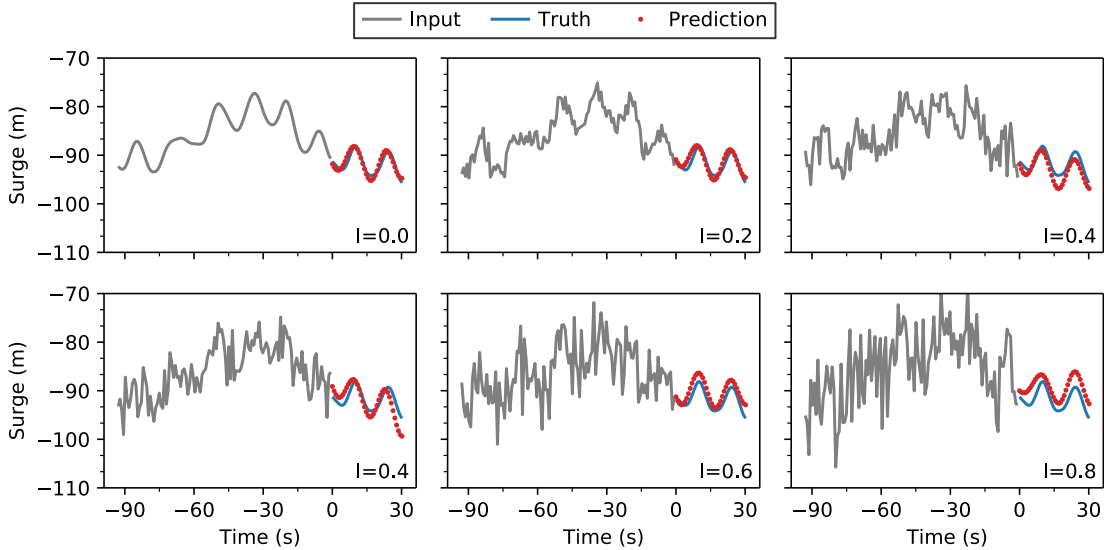 Input Truth Prediction
Surge (m)
−70
−80
−90
−100
−110
I=0.0
I=0.2
I=0.4
Surge (m)
−70
−80
−90
−100
−110
I=0.4
I=0.6
I=0.8
−90 −60 −30 0 30
−90 −60 −30 0 30
−90 −60 −30 0 30
Time (s)
Time (s)
Time (s)